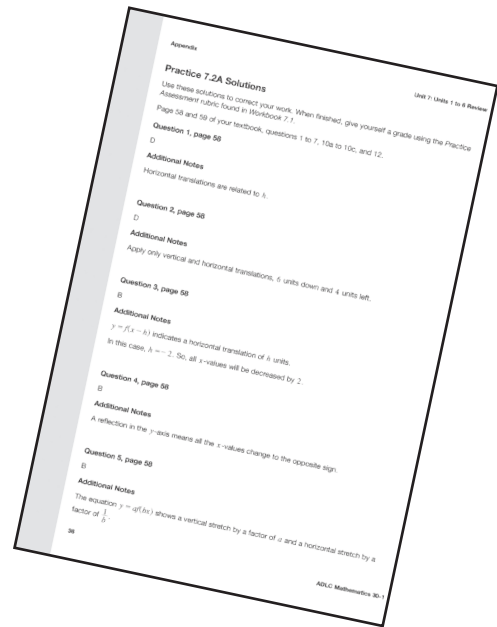 Appendix
Unit 7: Units 1 to 6 Review
Practice 7.2A Solutions
Use these solutions to correct your work. When finished, give yourself a grade using the Practice
Assessment rubric found in Workbook 7.1.
Page 58 and 59 of your textbook, questions 1 to 7, 10a to 10c, and 12.
Question 1, page 58
D
Additional Notes
Horizontal translations are related to h.
Question 2, page 58
D
Additional Notes
Apply only vertical and horizontal translations, 6 units down and 4 units left.
Question 3, page 58
B
Additional Notes
y = f(x − h) indicates a horizontal translation of h units.
In this case, h = − 2. So, all x-values will be decreased by 2.
Question 4, page 58
B
Additional Notes
A reflection in the y-axis means all the x-values change to the opposite sign.
Question 5, page 58
B
Additional Notes
The equation y = af(bx) shows a vertical stretch by a factor of a and a horizontal stretch by a
factor of 1/b.
38
ADLC Mathematics 30-1